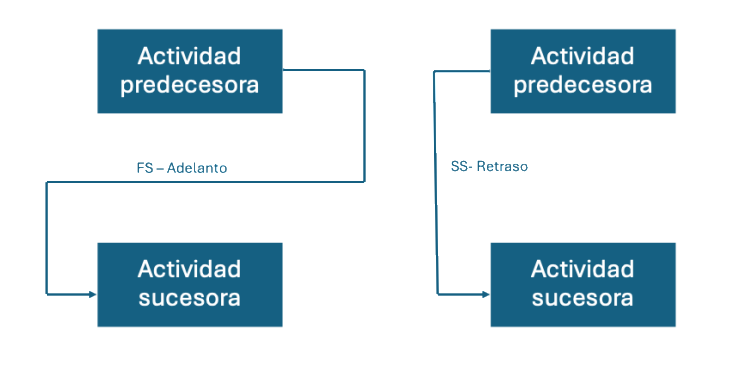 Actividad
predecesora
FS – Adelanto
Actividad
sucesora
Actividad
predecesora
SS- Retraso
Actividad
sucesora